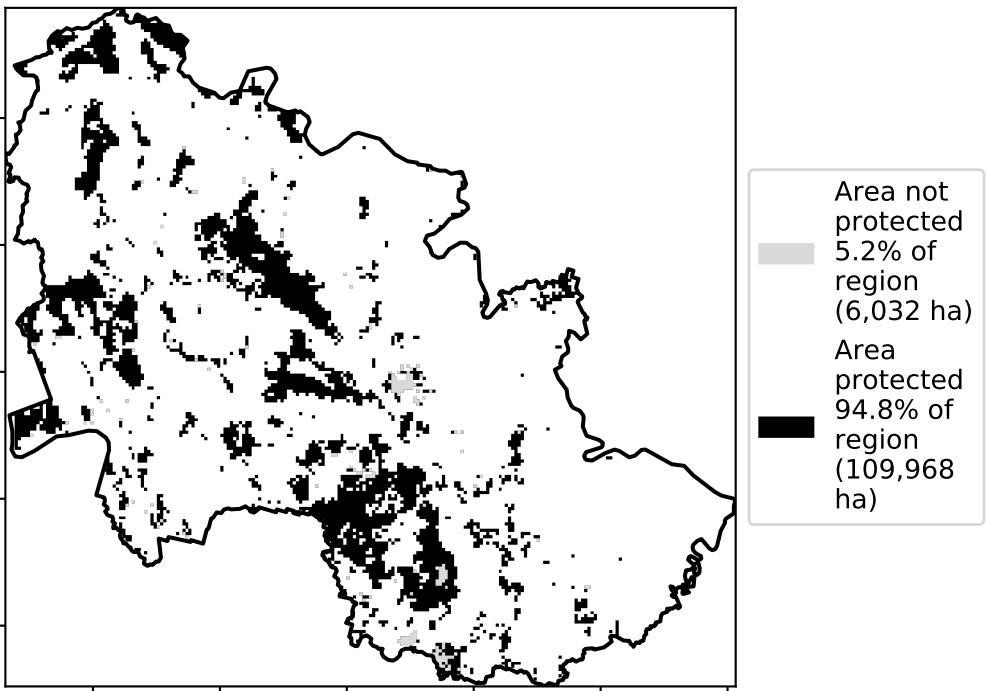 Area not
protected
5.2% of
region
(6,032 ha)
Area
protected
94.8% of
region
(109,968
ha)